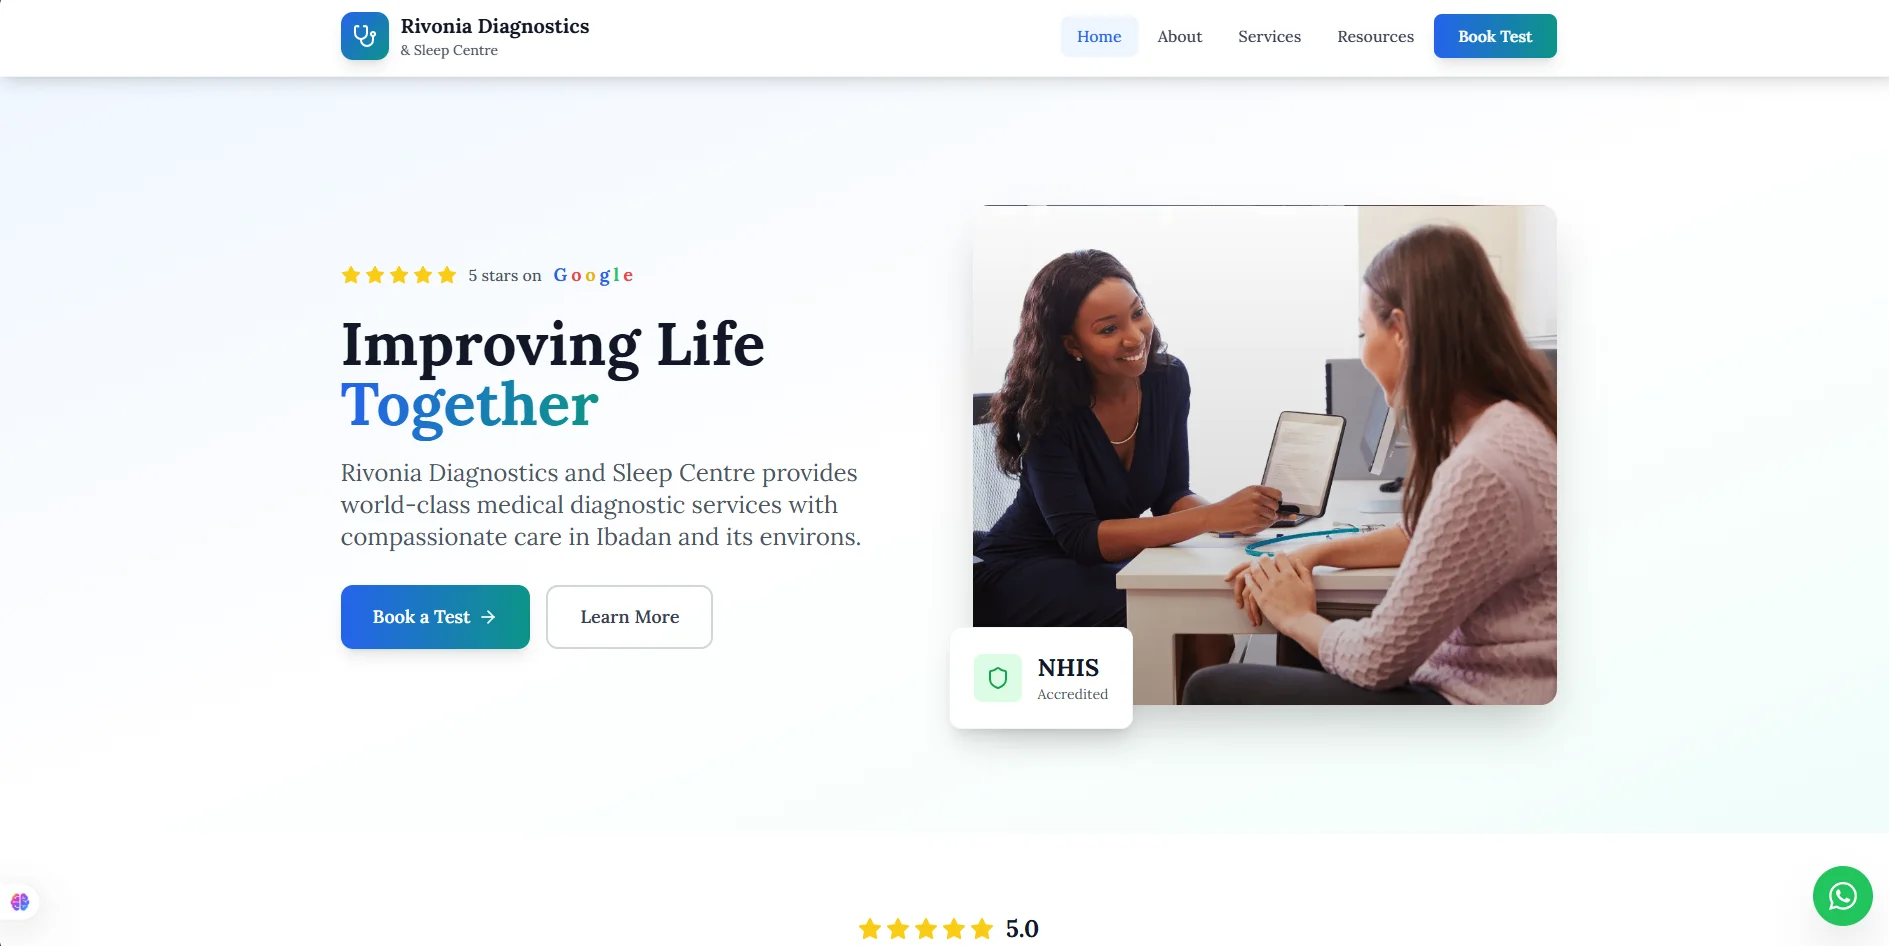 Rivonia Diagnostics
& Sleep Centre
Home
About
Services
Resources
Book Test
5 stars on Google
Improving Life
Together
Rivonia Diagnostics and Sleep Centre provides
world-class medical diagnostic services with
compassionate care in Ibadan and its environs.
Book a Test
Learn More
NHIS
Accredited
5.0